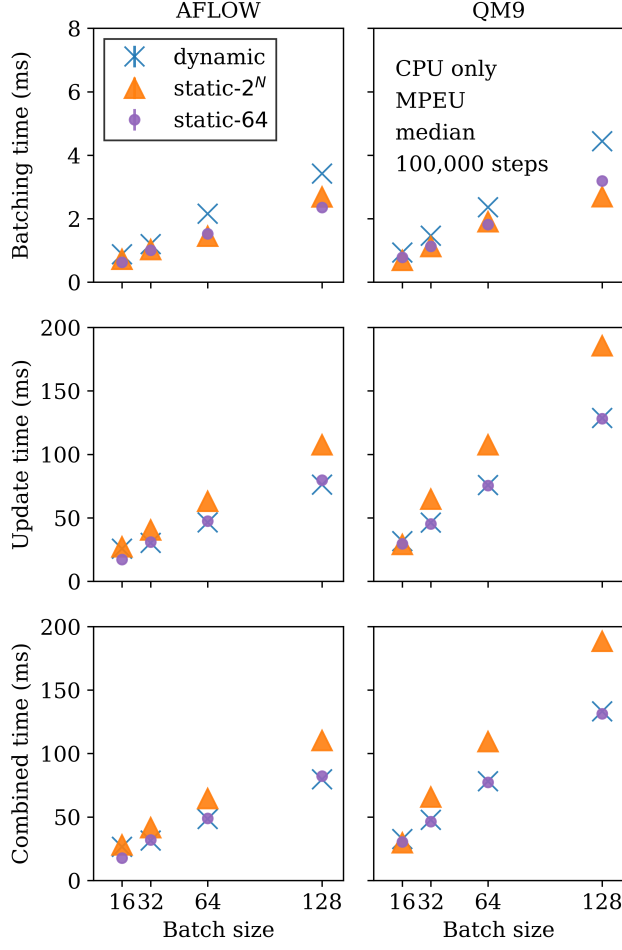 AFLOW
QM9
8
6
4
2
0
Batching time (ms)
dynamic
static-2^N
static-64
CPU only
MPEU
median
100,000 steps
200
150
100
50
0
Update time (ms)
200
150
100
50
0
Combined time (ms)
16 32 64 128
Batch size
16 32 64 128
Batch size